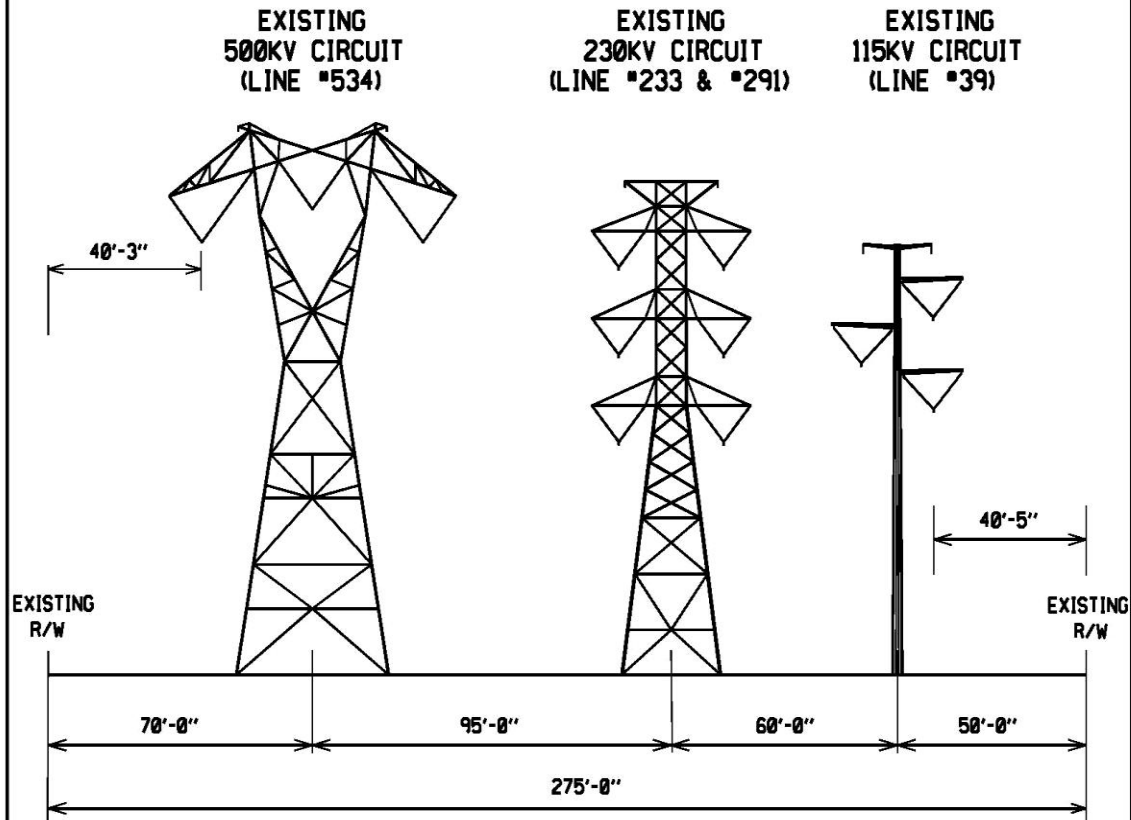 EXISTING
500KV CIRCUIT
(LINE #534)
EXISTING
230KV CIRCUIT
(LINE #233 & #291)
EXISTING
115KV CIRCUIT
(LINE #39)
40'-3"
40'-5"
EXISTING
R/W
EXISTING
R/W
70'-0"
95'-0"
60'-0"
50'-0"
275'-0"